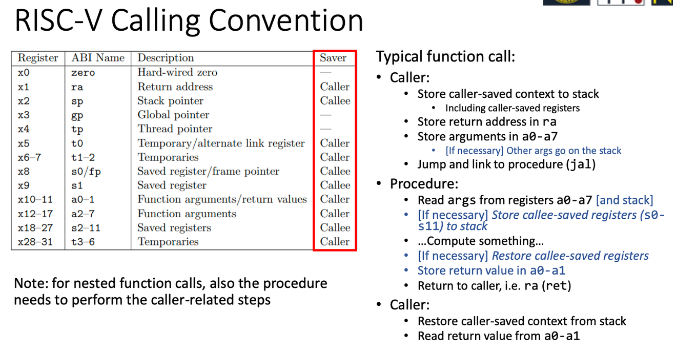 RISC-V Calling Convention
Register ABI Name Description Saver
x0 zero Hard-wired zero —
x1 ra Return address Caller
x2 sp Stack pointer Callee
x3 gp Global pointer —
x4 tp Thread pointer —
x5 t0 Temporary/alternate link register Caller
x6–7 t1–2 Temporaries Caller
x8 s0/fp Saved register/frame pointer Callee
x9 s1 Saved register Callee
x10–11 a0–1 Function arguments/return values Caller
x12–17 a2–7 Function arguments Caller
x18–27 s2–11 Saved registers Callee
x28–31 t3–6 Temporaries Caller
Note: for nested function calls, also the procedure
needs to perform the caller-related steps
Typical function call:
• Caller:
• Store caller-saved context to stack
• Including caller-saved registers
• Store return address in ra
• Store arguments in a0-a7
• [If necessary] Other args go on the stack
• Jump and link to procedure (jal)
• Procedure:
• Read args from registers a0-a7 [and stack]
• [If necessary] Store callee-saved registers (s0-
s11) to stack
• …Compute something…
• [If necessary] Restore callee-saved registers
• Store return value in a0-a1
• Return to caller, i.e. ra (ret)
• Caller:
• Restore caller-saved context from stack
• Read return value from a0-a1